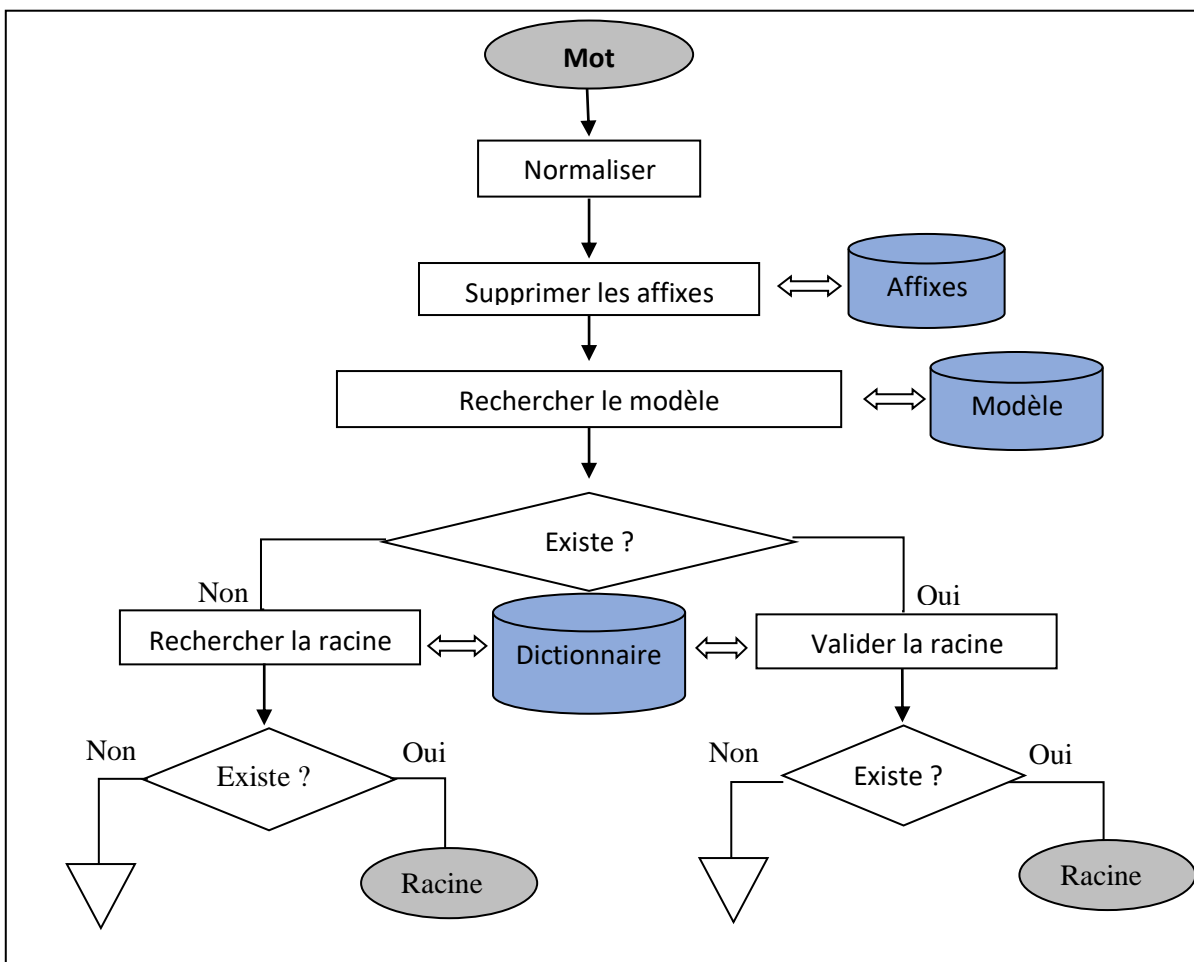 Mot
Normaliser
Supprimer les affixes
Affixes
Rechercher le modèle
Modèle
Existe ?
Non
Oui
Rechercher la racine
Dictionnaire
Valider la racine
Non
Existe ?
Oui
Non
Existe ?
Oui
Racine
Racine